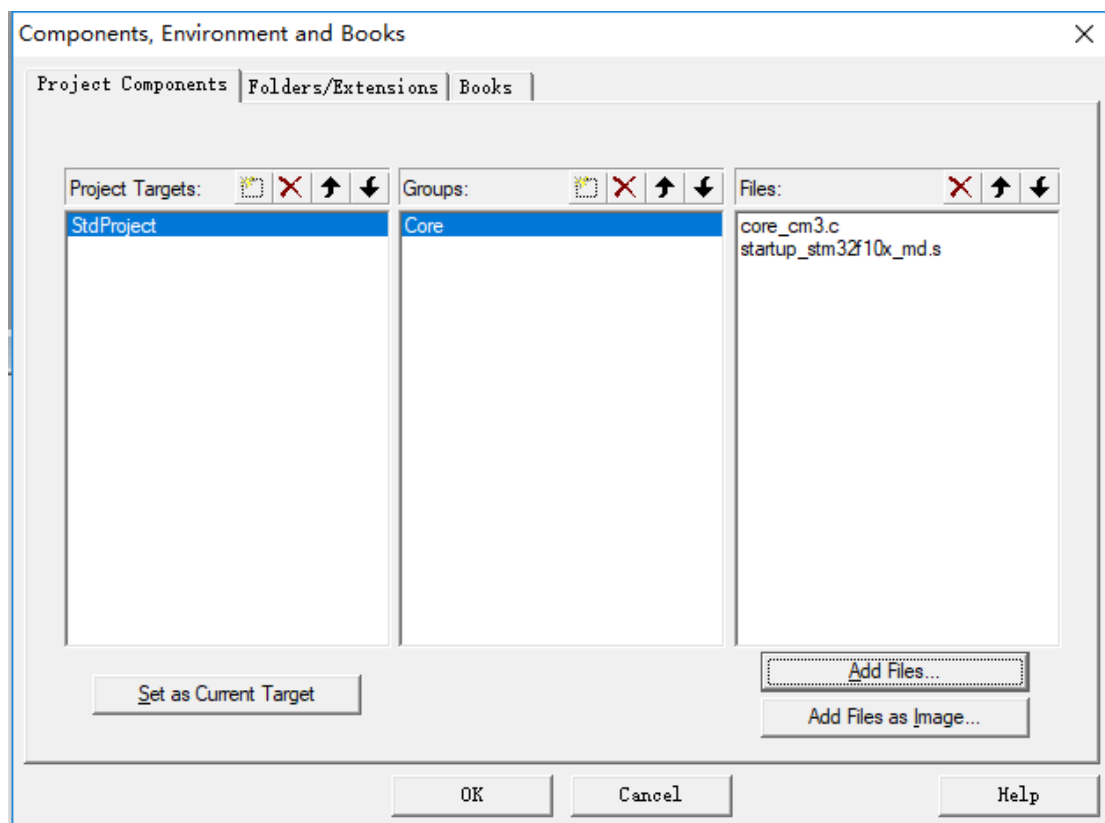 Components, Environment and Books
Project Components Folders/Extensions Books
Project Targets: Groups: Files:
StdProject Core core_cm3.c
startup_stm32f10x_md.s
Add Files...
Set as Current Target
Add Files as Image...
OK Cancel Help